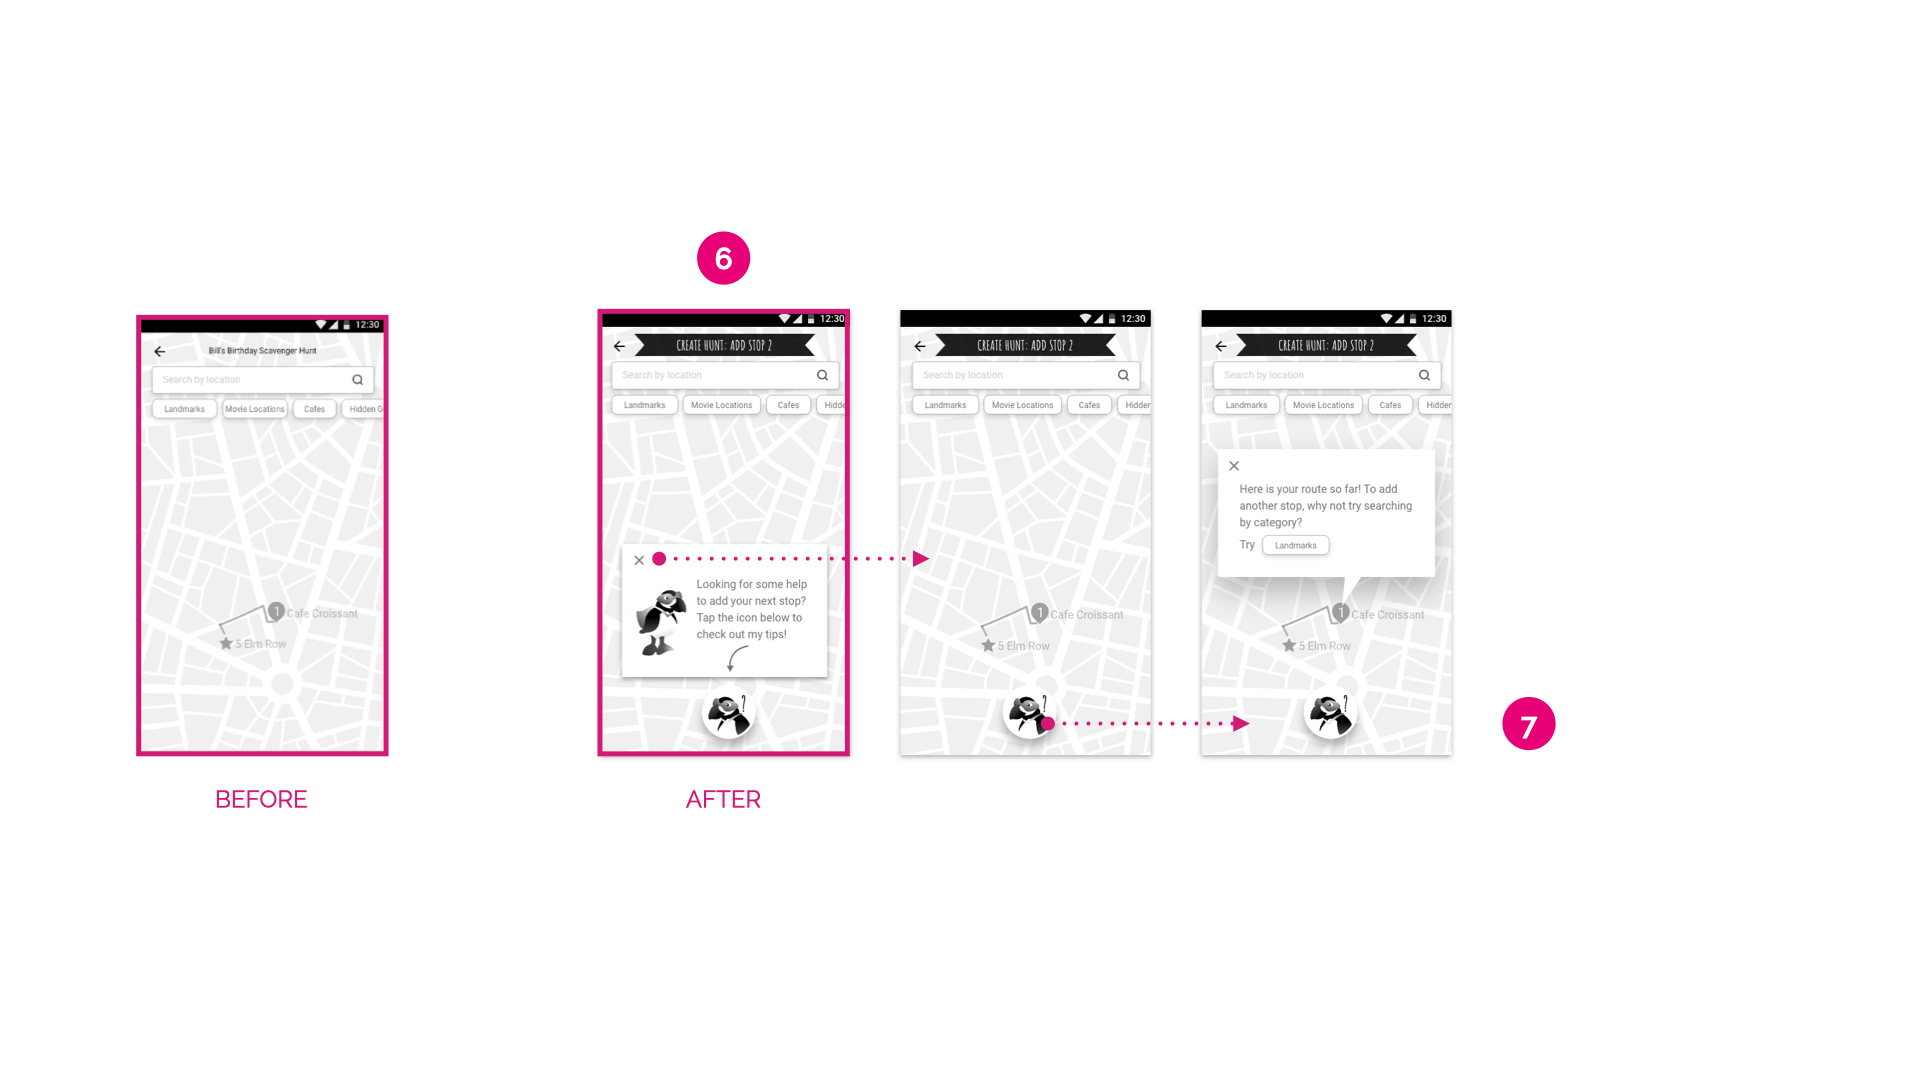 6
12:30
Bill's Birthday Scavenger Hunt
Search by location
Landmarks
Movie Locations
Cafes
Hidden G
1
Cafe Croissant
5 Elm Row
BEFORE
12:30
CREATE HUNT: ADD STOP 2
Search by location
Landmarks
Movie Locations
Cafes
Hidde
Looking for some help
to add your next stop?
Tap the icon below to
check out my tips!
?
AFTER
12:30
CREATE HUNT: ADD STOP 2
Search by location
Landmarks
Movie Locations
Cafes
Hidder
1
Cafe Croissant
5 Elm Row
?
12:30
CREATE HUNT: ADD STOP 2
Search by location
Landmarks
Movie Locations
Cafes
Hidder
Here is your route so far! To add
another stop, why not try searching
by category?
Try Landmarks
1
Cafe Croissant
5 Elm Row
?
7